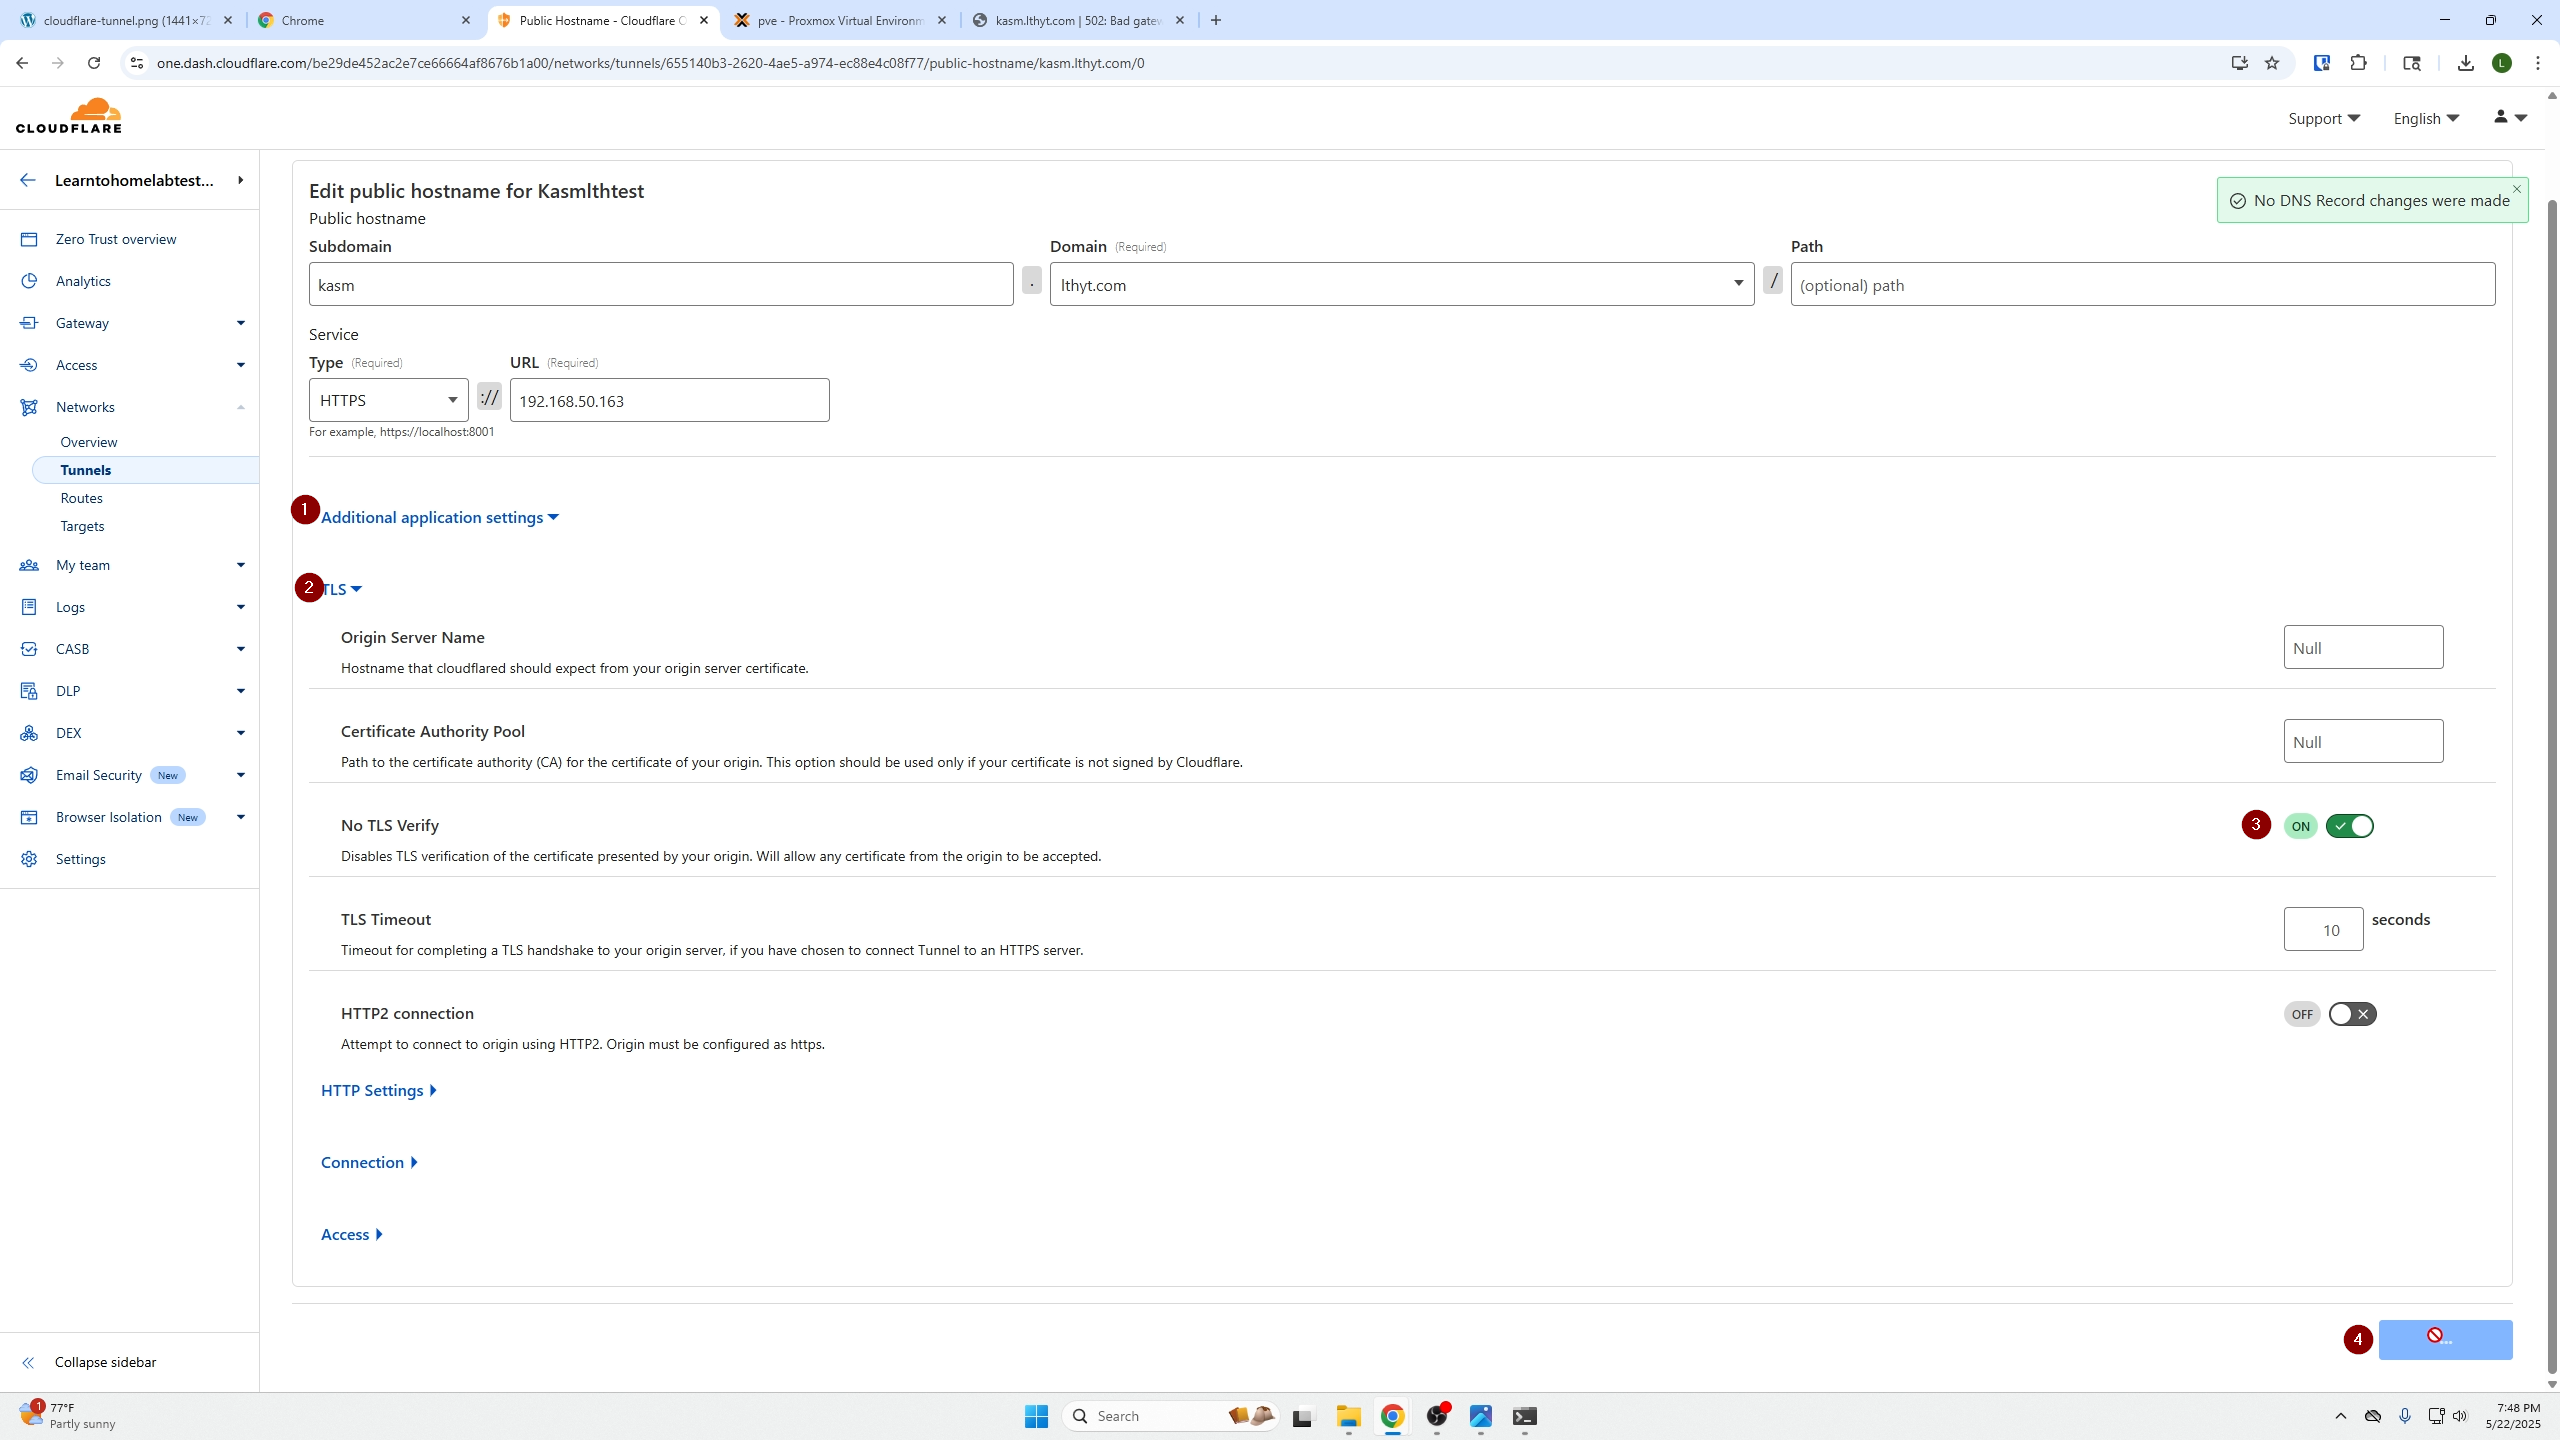 cloudflare-tunnel.png (1441×72
Chrome
Public Hostname - Cloudflare O
pve - Proxmox Virtual Environm
kasm.lthyt.com | 502: Bad gatew
one.dash.cloudflare.com/be29de452ac2e7ce66664af8676b1a00/networks/tunnels/655140b3-2620-4ae5-a974-ec88e4c08f77/public-hostname/kasm.lthyt.com/0
L
CLOUDFLARE
Support
English
Learntohomelabtest...
Zero Trust overview
Analytics
Gateway
Access
Networks
Overview
Tunnels
Routes
Targets
My team
Logs
CASB
DLP
DEX
Email Security New
Browser Isolation New
Settings
Collapse sidebar
Edit public hostname for Kasmlthtest
No DNS Record changes were made
Public hostname
Subdomain
Domain (Required)
Path
kasm
.
lthyt.com
/
(optional) path
Service
Type (Required)
URL (Required)
HTTPS
://
192.168.50.163
For example, https://localhost:8001
1
Additional application settings
2
TLS
Origin Server Name
Null
Hostname that cloudflared should expect from your origin server certificate.
Certificate Authority Pool
Null
Path to the certificate authority (CA) for the certificate of your origin. This option should be used only if your certificate is not signed by Cloudflare.
No TLS Verify
3
ON
Disables TLS verification of the certificate presented by your origin. Will allow any certificate from the origin to be accepted.
TLS Timeout
10
seconds
Timeout for completing a TLS handshake to your origin server, if you have chosen to connect Tunnel to an HTTPS server.
HTTP2 connection
OFF
Attempt to connect to origin using HTTP2. Origin must be configured as https.
HTTP Settings
Connection
Access
4
...
1
77°F
Partly sunny
Search
7:48 PM
5/22/2025